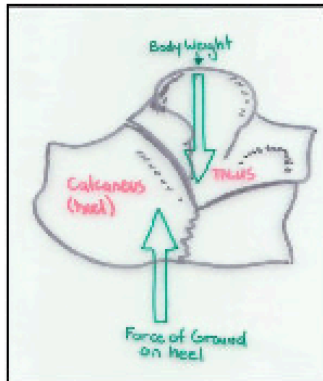 Body Weight
Calcaneus
(heel)
TALUS
Force of Ground
on heel